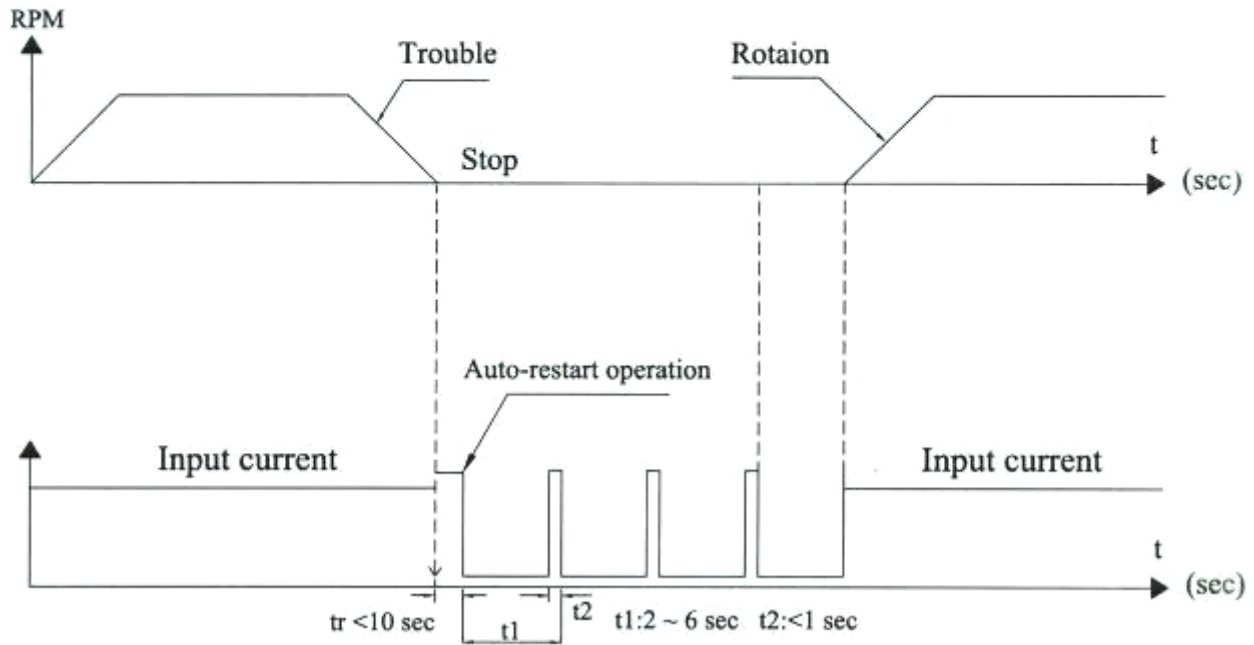 RPM
Trouble
Rotaion
Stop
t
(sec)
Auto-restart operation
Input current
Input current
t
(sec)
tr <10 sec
t1
t2
t1:2 ~ 6 sec
t2:<1 sec